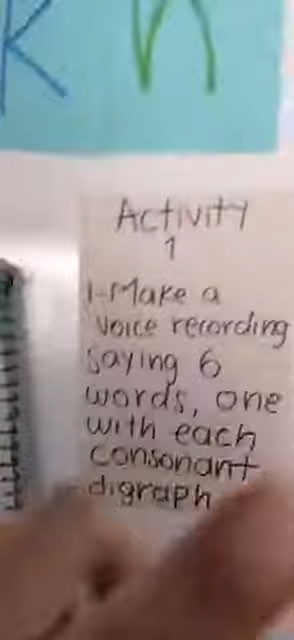 K n
Activity
1
1-Make a
voice recording
saying 6
words, one
with each
consonant
digraph